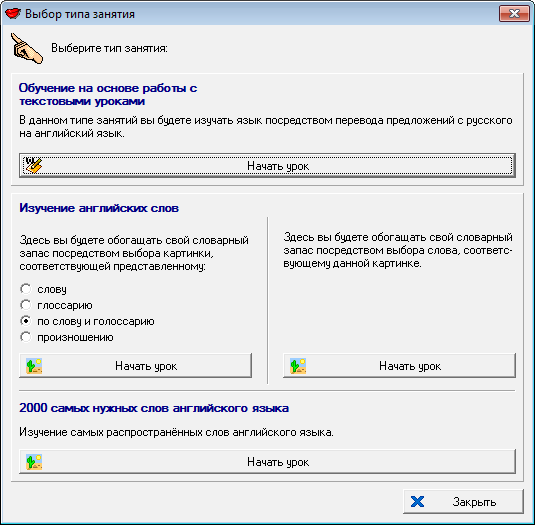 Выбор типа занятия
Выберите тип занятия:
Обучение на основе работы с
текстовыми уроками
В данном типе занятий вы будете изучать язык посредством перевода предложений с русского
на английский язык.
Начать урок
Изучение английских слов
Здесь вы будете обогащать свой словарный
запас посредством выбора картинки,
соответствующей представленному:
слову
глоссарию
по слову и голоссарию
произношению
Начать урок
Здесь вы будете обогащать свой словарный
запас посредством выбора слова, соответс-
вующему данной картинке.
Начать урок
2000 самых нужных слов английского языка
Изучение самых распространённых слов английского языка.
Начать урок
Закрыть